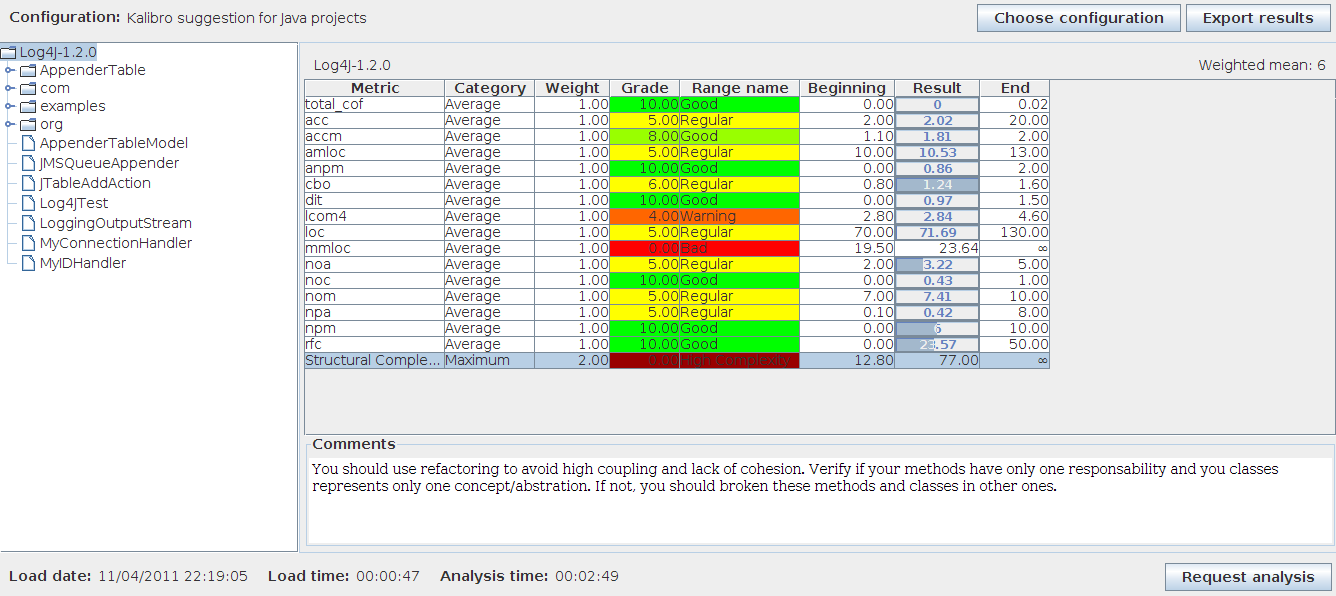 Configuration: Kalibro suggestion for Java projects
Choose configuration
Export results
Log4J-1.2.0
AppenderTable
com
examples
org
AppenderTableModel
JMSQueueAppender
JTableAddAction
Log4JTest
LoggingOutputStream
MyConnectionHandler
MyIDHandler
Log4J-1.2.0
Weighted mean: 6
Metric Category Weight Grade Range name Beginning Result End
total_cof Average 1.00 10.00 Good 0.00 0 0.02
acc Average 1.00 5.00 Regular 2.00 2.02 20.00
accm Average 1.00 8.00 Good 1.10 1.81 2.00
amloc Average 1.00 5.00 Regular 10.00 10.53 13.00
anpm Average 1.00 10.00 Good 0.00 0.86 2.00
cbo Average 1.00 6.00 Regular 0.80 1.24 1.60
dit Average 1.00 10.00 Good 0.00 0.97 1.50
lcom4 Average 1.00 4.00 Warning 2.80 2.84 4.60
loc Average 1.00 5.00 Regular 70.00 71.69 130.00
mmloc Average 1.00 0.00 Bad 19.50 23.64 ∞
noa Average 1.00 5.00 Regular 2.00 3.22 5.00
noc Average 1.00 10.00 Good 0.00 0.43 1.00
nom Average 1.00 5.00 Regular 7.00 7.41 10.00
npa Average 1.00 5.00 Regular 0.10 0.42 8.00
npm Average 1.00 10.00 Good 0.00 6 10.00
rfc Average 1.00 10.00 Good 0.00 23.57 50.00
Structural Comple... Maximum 2.00 0.00 High Complexity 12.80 77.00 ∞
Comments
You should use refactoring to avoid high coupling and lack of cohesion. Verify if your methods have only one responsability and you classes
represents only one concept/abstration. If not, you should broken these methods and classes in other ones.
Load date: 11/04/2011 22:19:05 Load time: 00:00:47 Analysis time: 00:02:49
Request analysis